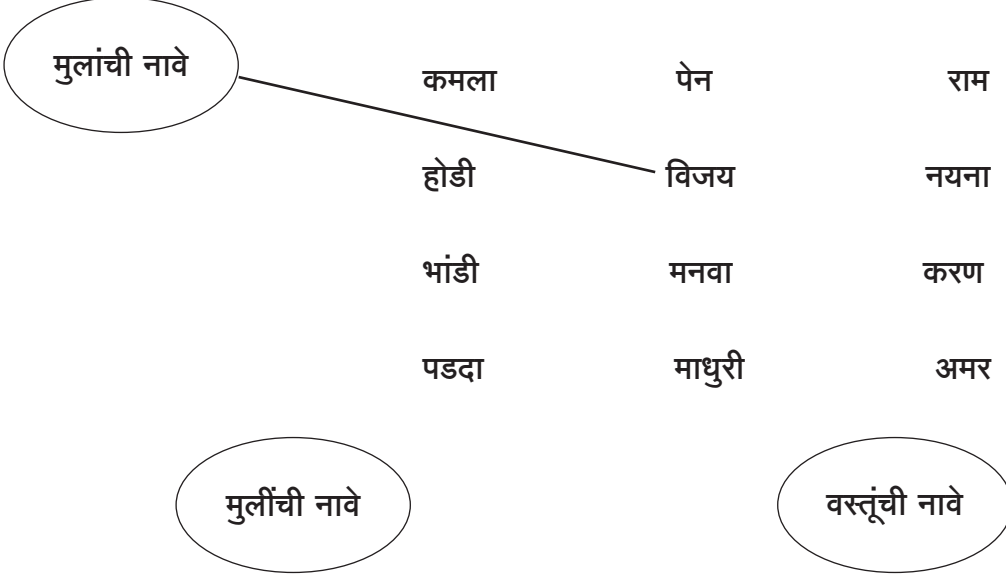 मुलांची नावे
कमला पेन राम
होडी विजय नयना
भांडी मनवा करण
पडदा माधुरी अमर
मुलींची नावे वस्तूंची नावे